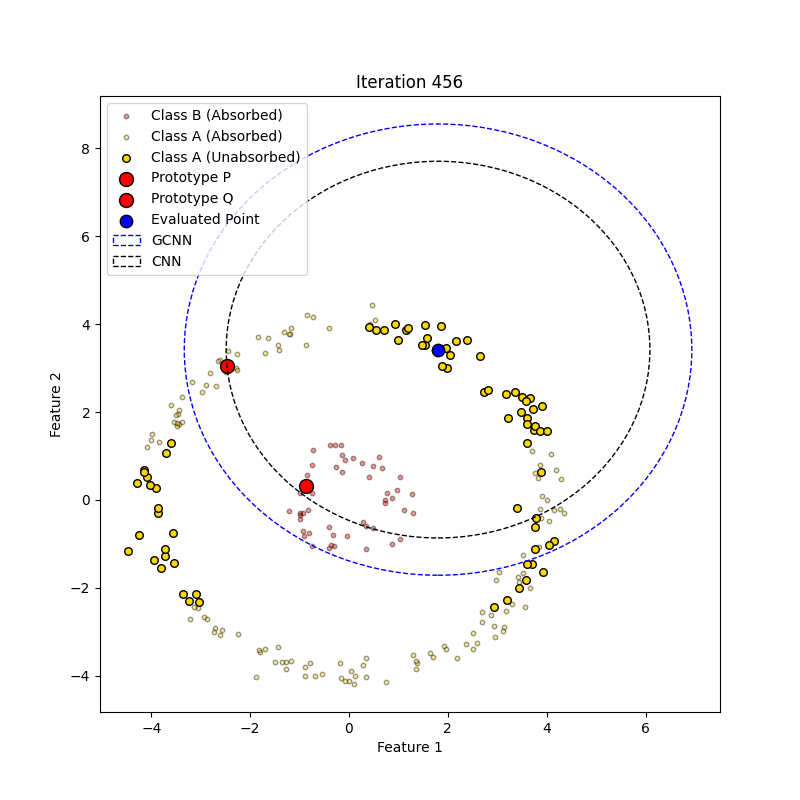 Iteration 456
Class B (Absorbed)
Class A (Absorbed)
Class A (Unabsorbed)
Prototype P
Prototype Q
Evaluated Point
GCNN
CNN
8
6
4
2
0
−2
−4
Feature 2
−4 −2 0 2 4 6
Feature 1